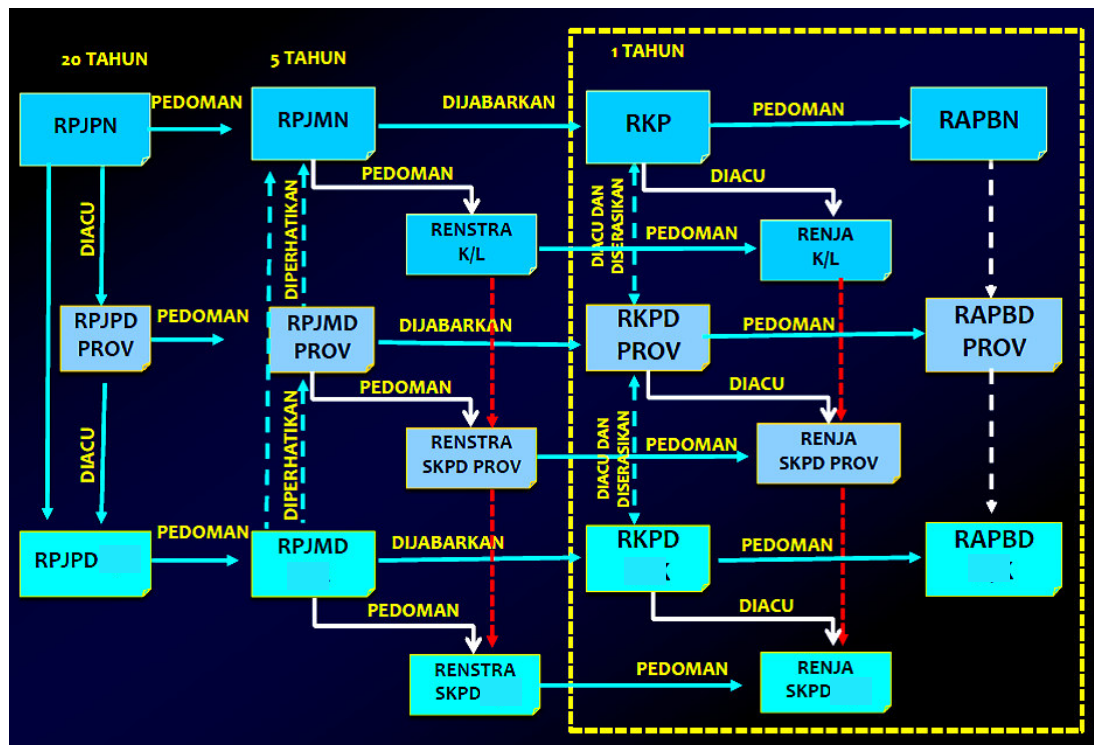 20 TAHUN
5 TAHUN
1 TAHUN
RPJPN
PEDOMAN
RPJMN
DIJABARKAN
RKP
PEDOMAN
RAPBN
DIACU
PEDOMAN
DIACU
DIPERHATIKAN
RENSTRA
K/L
DIACU DAN
DISERASIKAN
PEDOMAN
RENJA
K/L
RPJPD
PROV
PEDOMAN
RPJMD
PROV
DIJABARKAN
RKPD
PROV
PEDOMAN
RAPBD
PROV
DIACU
PEDOMAN
DIACU
DIPERHATIKAN
RENSTRA
SKPD PROV
DIACU DAN
DISERASIKAN
PEDOMAN
RENJA
SKPD PROV
RPJPD
PEDOMAN
RPJMD
DIJABARKAN
RKPD
PEDOMAN
RAPBD
PEDOMAN
DIACU
RENSTRA
SKPD
PEDOMAN
RENJA
SKPD